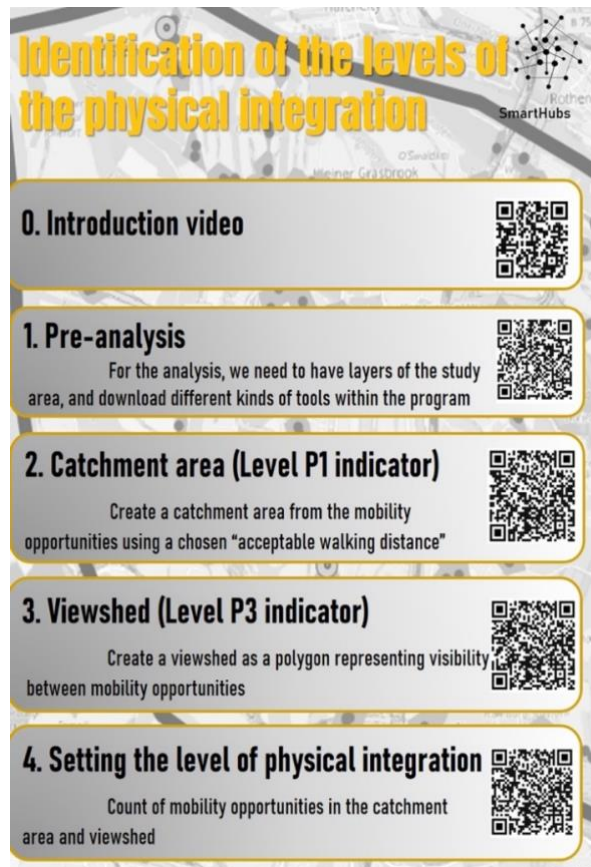 Identification of the levels of
the physical integration
SmartHubs
0. Introduction video
1. Pre-analysis
For the analysis, we need to have layers of the study
area, and download different kinds of tools within the program
2. Catchment area (Level P1 indicator)
Create a catchment area from the mobility
opportunities using a chosen “acceptable walking distance”
3. Viewshed (Level P3 indicator)
Create a viewshed as a polygon representing visibility
between mobility opportunities
4. Setting the level of physical integration
Count of mobility opportunities in the catchment
area and viewshed